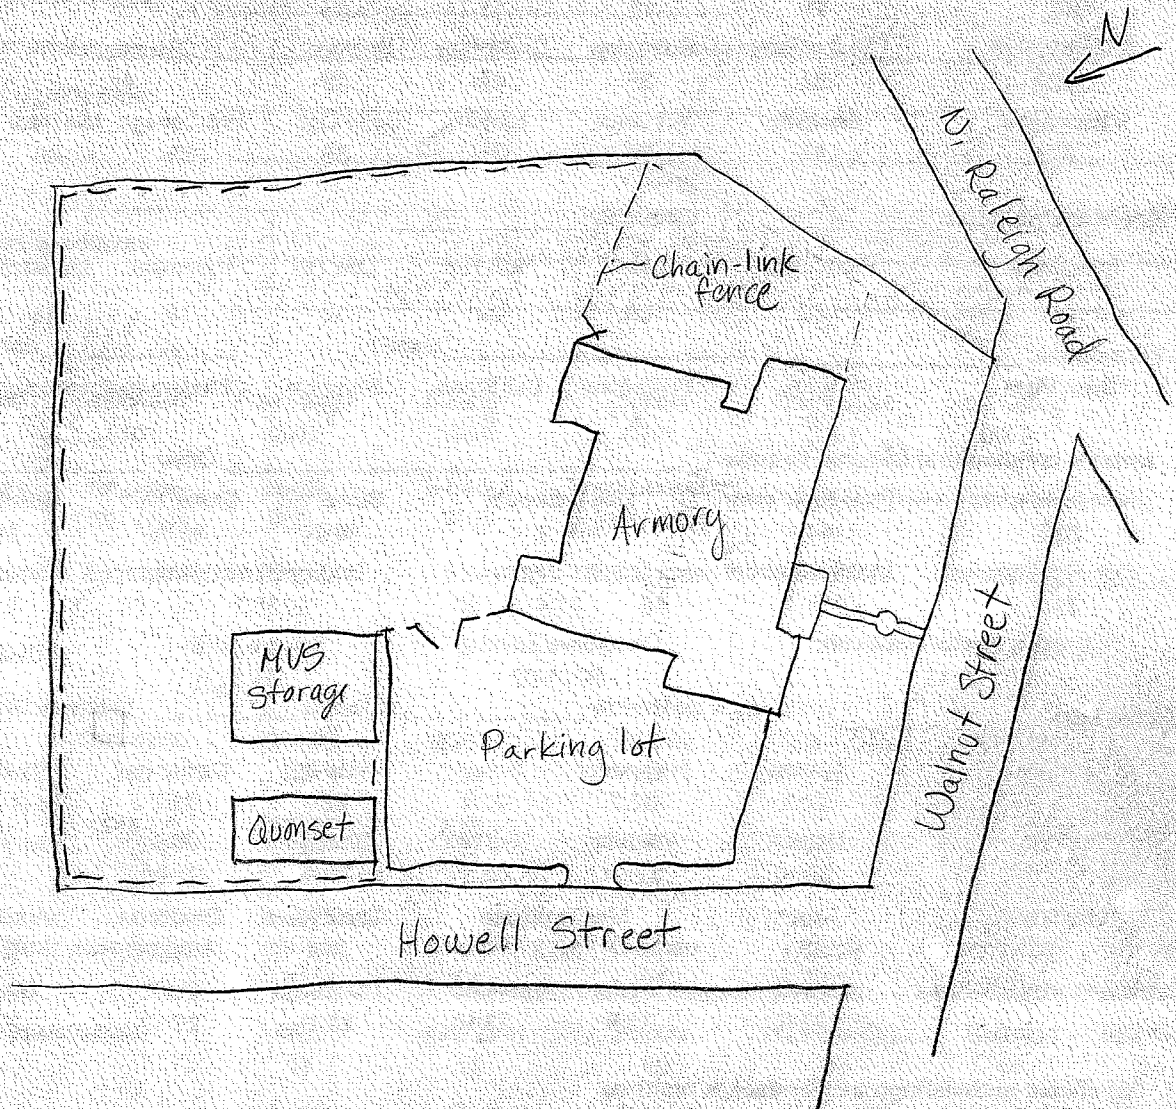 N
N. Raleigh Road
Chain-link
fence
Armory
MVS
Storage
Parking lot
Quonset
Walnut Street
Howell Street